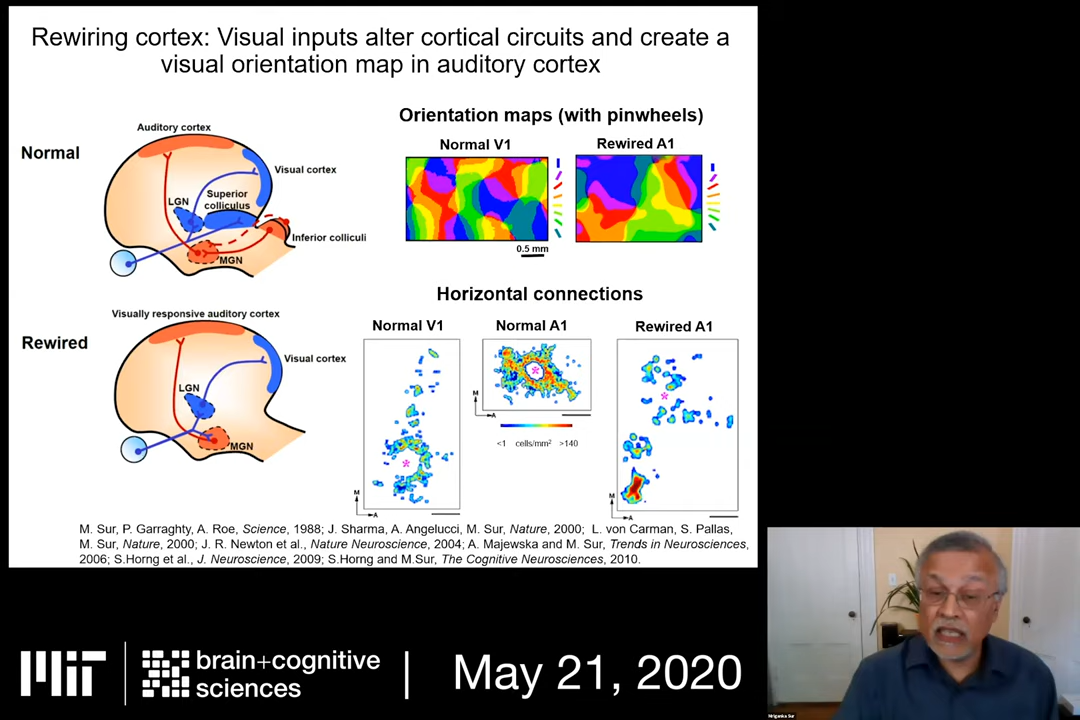 Rewiring cortex: Visual inputs alter cortical circuits and create a
visual orientation map in auditory cortex
Normal
Auditory cortex
Visual cortex
LGN
Superior
colliculus
Inferior colliculi
MGN
Orientation maps (with pinwheels)
Normal V1
Rewired A1
0.5 mm
Rewired
Visually responsive auditory cortex
Visual cortex
LGN
MGN
Horizontal connections
Normal V1
Normal A1
Rewired A1
*
*
*
M
A
M
A
M
A
<1 cells/mm² >140
M. Sur, P. Garraghty, A. Roe, Science, 1988; J. Sharma, A. Angelucci, M. Sur, Nature, 2000; L. von Carman, S. Pallas,
M. Sur, Nature, 2000; J. R. Newton et al., Nature Neuroscience, 2004; A. Majewska and M. Sur, Trends in Neurosciences,
2006; S.Horng et al., J. Neuroscience, 2009; S.Horng and M.Sur, The Cognitive Neurosciences, 2010.
MIT
brain+cognitive
sciences
May 21, 2020
Mriganka Sur